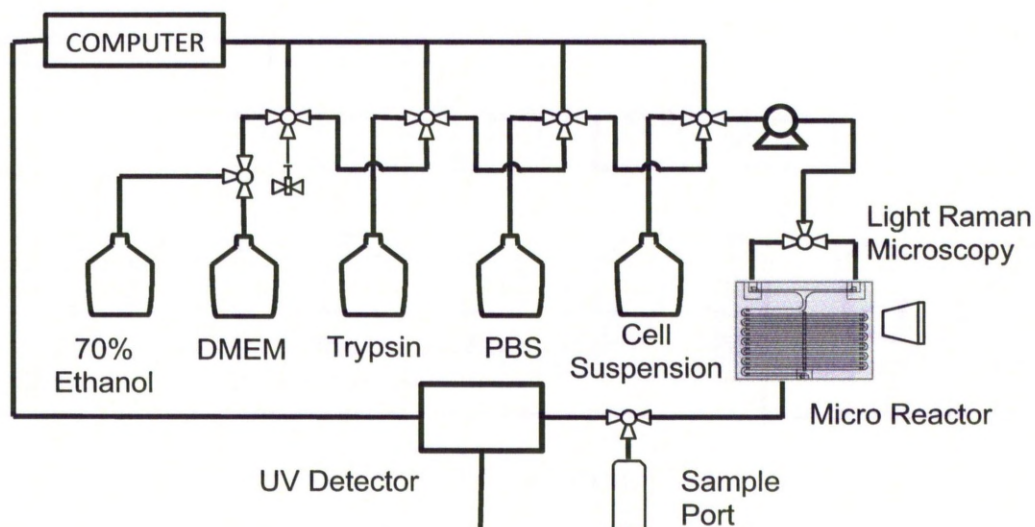 COMPUTER
Light Raman
Microscopy
70%
Ethanol
DMEM
Trypsin
PBS
Cell
Suspension
Micro Reactor
UV Detector
Sample
Port